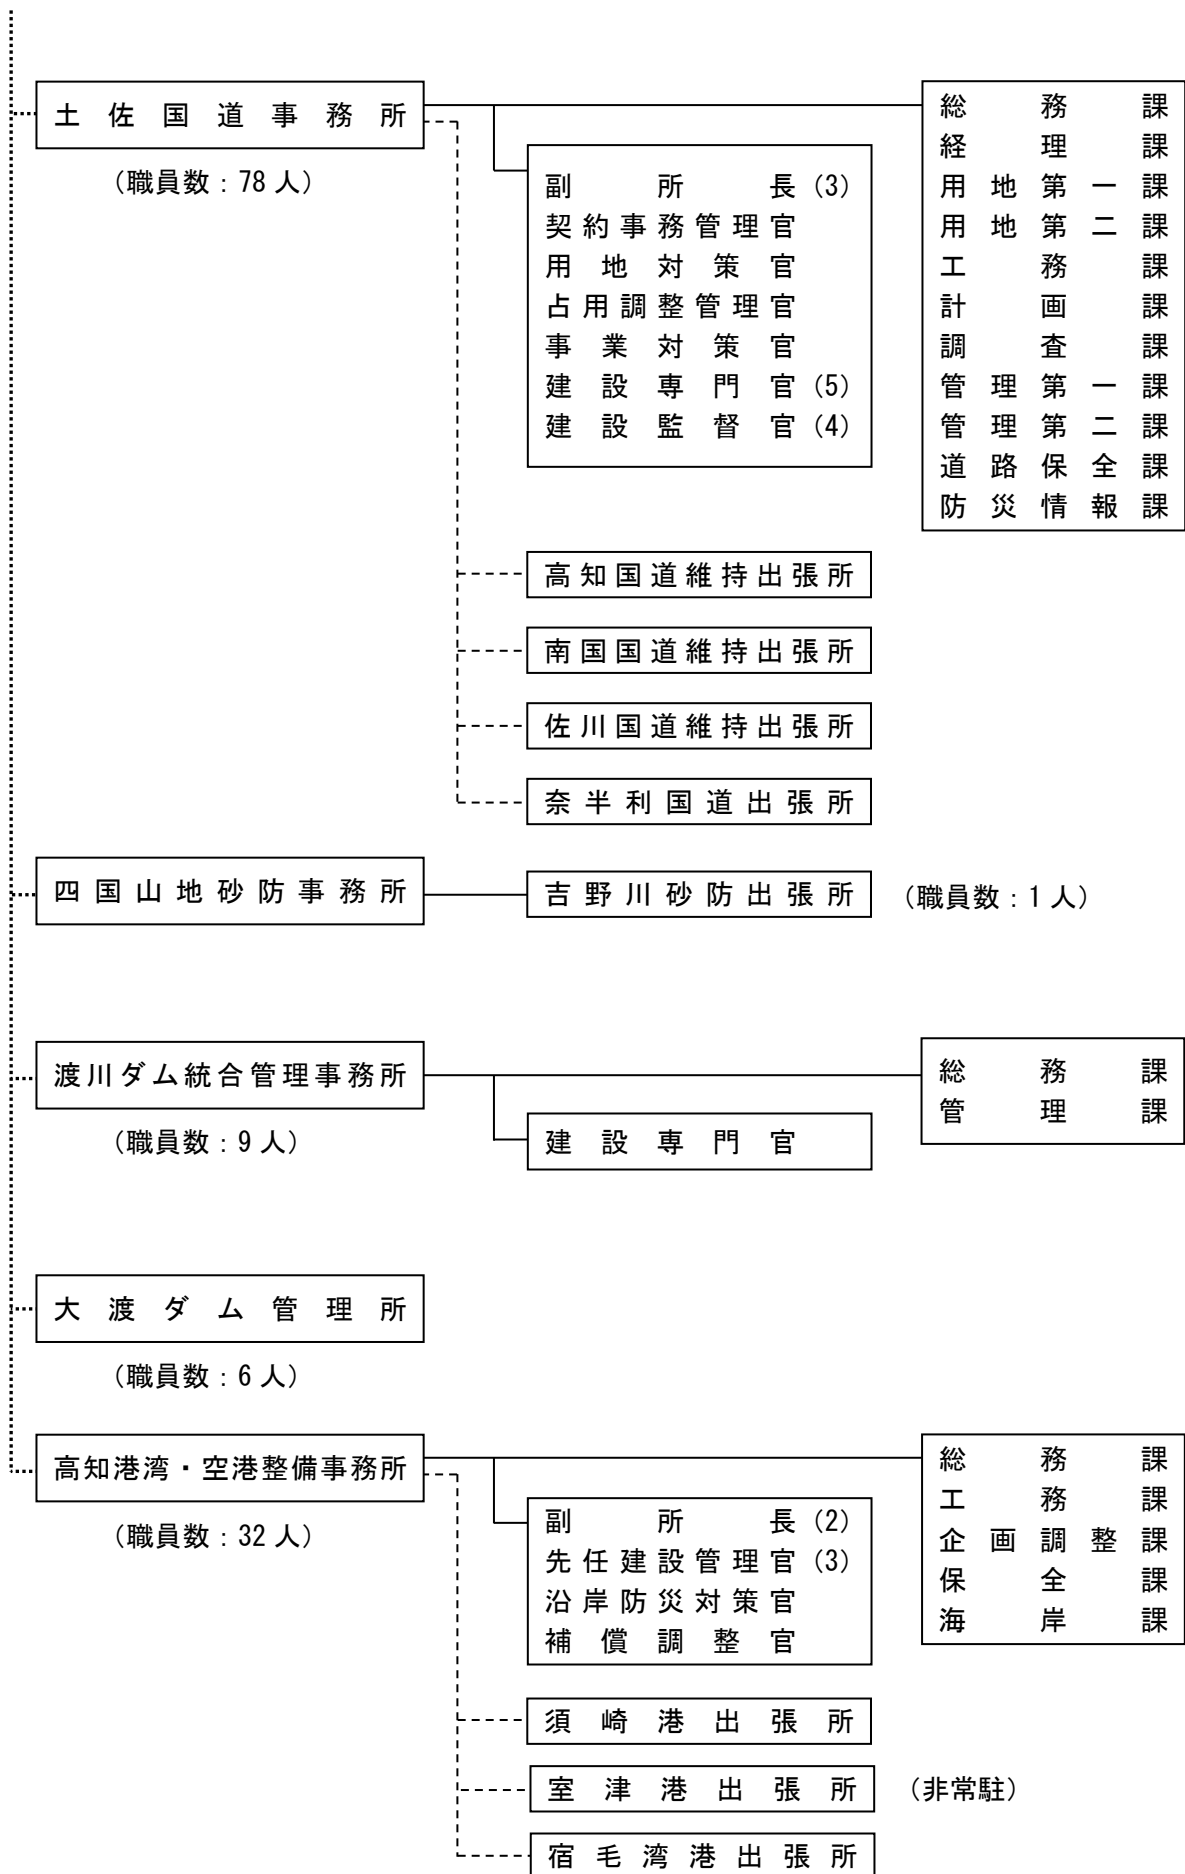 土佐国道事務所
（職員数：78人）
副所長(3)
契約事務管理官
用地対策官
占用調整管理官
事業対策官
建設専門官(5)
建設監督官(4)
総務課
経理課
用地第一課
用地第二課
工務課
計画課
調査課
管理第一課
管理第二課
道路保全課
防災情報課
高知国道維持出張所
南国国道維持出張所
佐川国道維持出張所
奈半利国道出張所
四国山地砂防事務所
吉野川砂防出張所
（職員数：1人）
渡川ダム統合管理事務所
（職員数：9人）
建設専門官
総務課
管理課
大渡ダム管理所
（職員数：6人）
高知港湾・空港整備事務所
（職員数：32人）
副所長(2)
先任建設管理官(3)
沿岸防災対策官
補償調整官
総務課
工務課
企画調整課
保全課
海岸課
須崎港出張所
室津港出張所
（非常駐）
宿毛湾港出張所